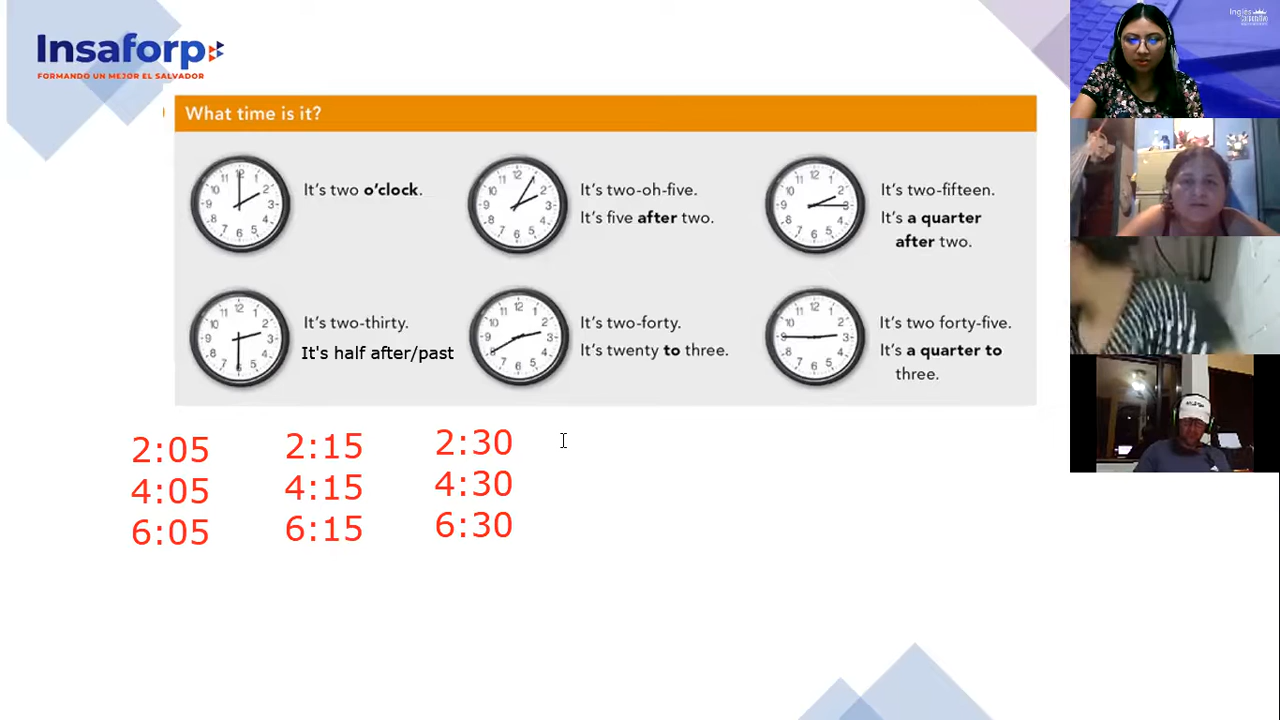 Insaforp
FORMANDO UN MEJOR EL SALVADOR
What time is it?
It's two o'clock.
It's two-oh-five.
It's five after two.
It's two-fifteen.
It's a quarter
after two.
It's two-thirty.
It's half after/past
It's two-forty.
It's twenty to three.
It's two forty-five.
It's a quarter to
three.
2:05 2:15 2:30
4:05 4:15 4:30
6:05 6:15 6:30
Inglés